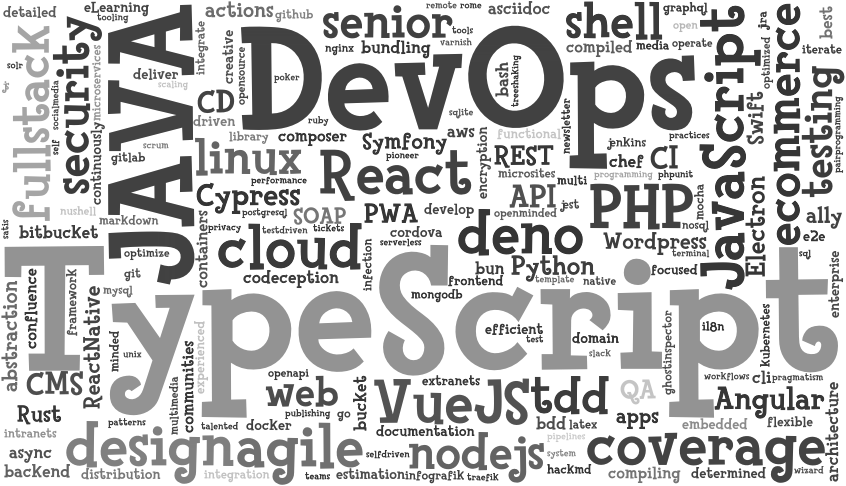 detailed
eLearning
tooling
actions
github
senior
remote rome
tools
asciidoc
shell
graphql
open
jra
best
solr
fullstack
socialmedia
self
security
microservices
continuously
JAVA
deliver
scaling
integrate
creative
opensource
DevOps
poker
nginx
bundling
varnish
bash
treeshaking
compiled
media
operate
JavaScript
optimized
ecommerce
iterate
testing
pairprogramming
CD
driven
ruby
sqlite
newsletter
Swift
practices
gitlab
scrum
library
composer
Symfony
pioneer
aws
encryption
functional
REST
microsites
jenkins
chef
CI
programming
phpunit
linux
performance
React
multi
API
jest
openminded
PHP
nosql
mocha
Electron
nushell
markdown
Cypress
postgresql
SOAP
PWA
develop
satis
bitbucket
containers
privacy
testdriven
tickets
cordova
deno
Wordpress
terminal
ally
e2e
sql
optimize
cloud
serverless
infection
codeception
git
mysql
bun
frontend
Python
template
native
focused
enterprise
mongodb
TypeScript
abstraction
confluence
framework
ReactNative
minded
unix
experienced
efficient
test
domain
slack
ghostinspector
i18n
Kubernetes
CMS
multimedia
communities
openapi
web
publishing
go
bucket
extranets
VueJS
tdd
QA
workflows
cli
pragmatism
Angular
architecture
Rust
intranets
patterns
talented
docker
documentation
bdd
latex
apps
embedded
flexible
async
backend
design
agile
selfdriven
nodejs
pipelines
system
coverage
distribution
integration
teams
estimation
infografik
traefik
hackmd
compiling
determined
wizard